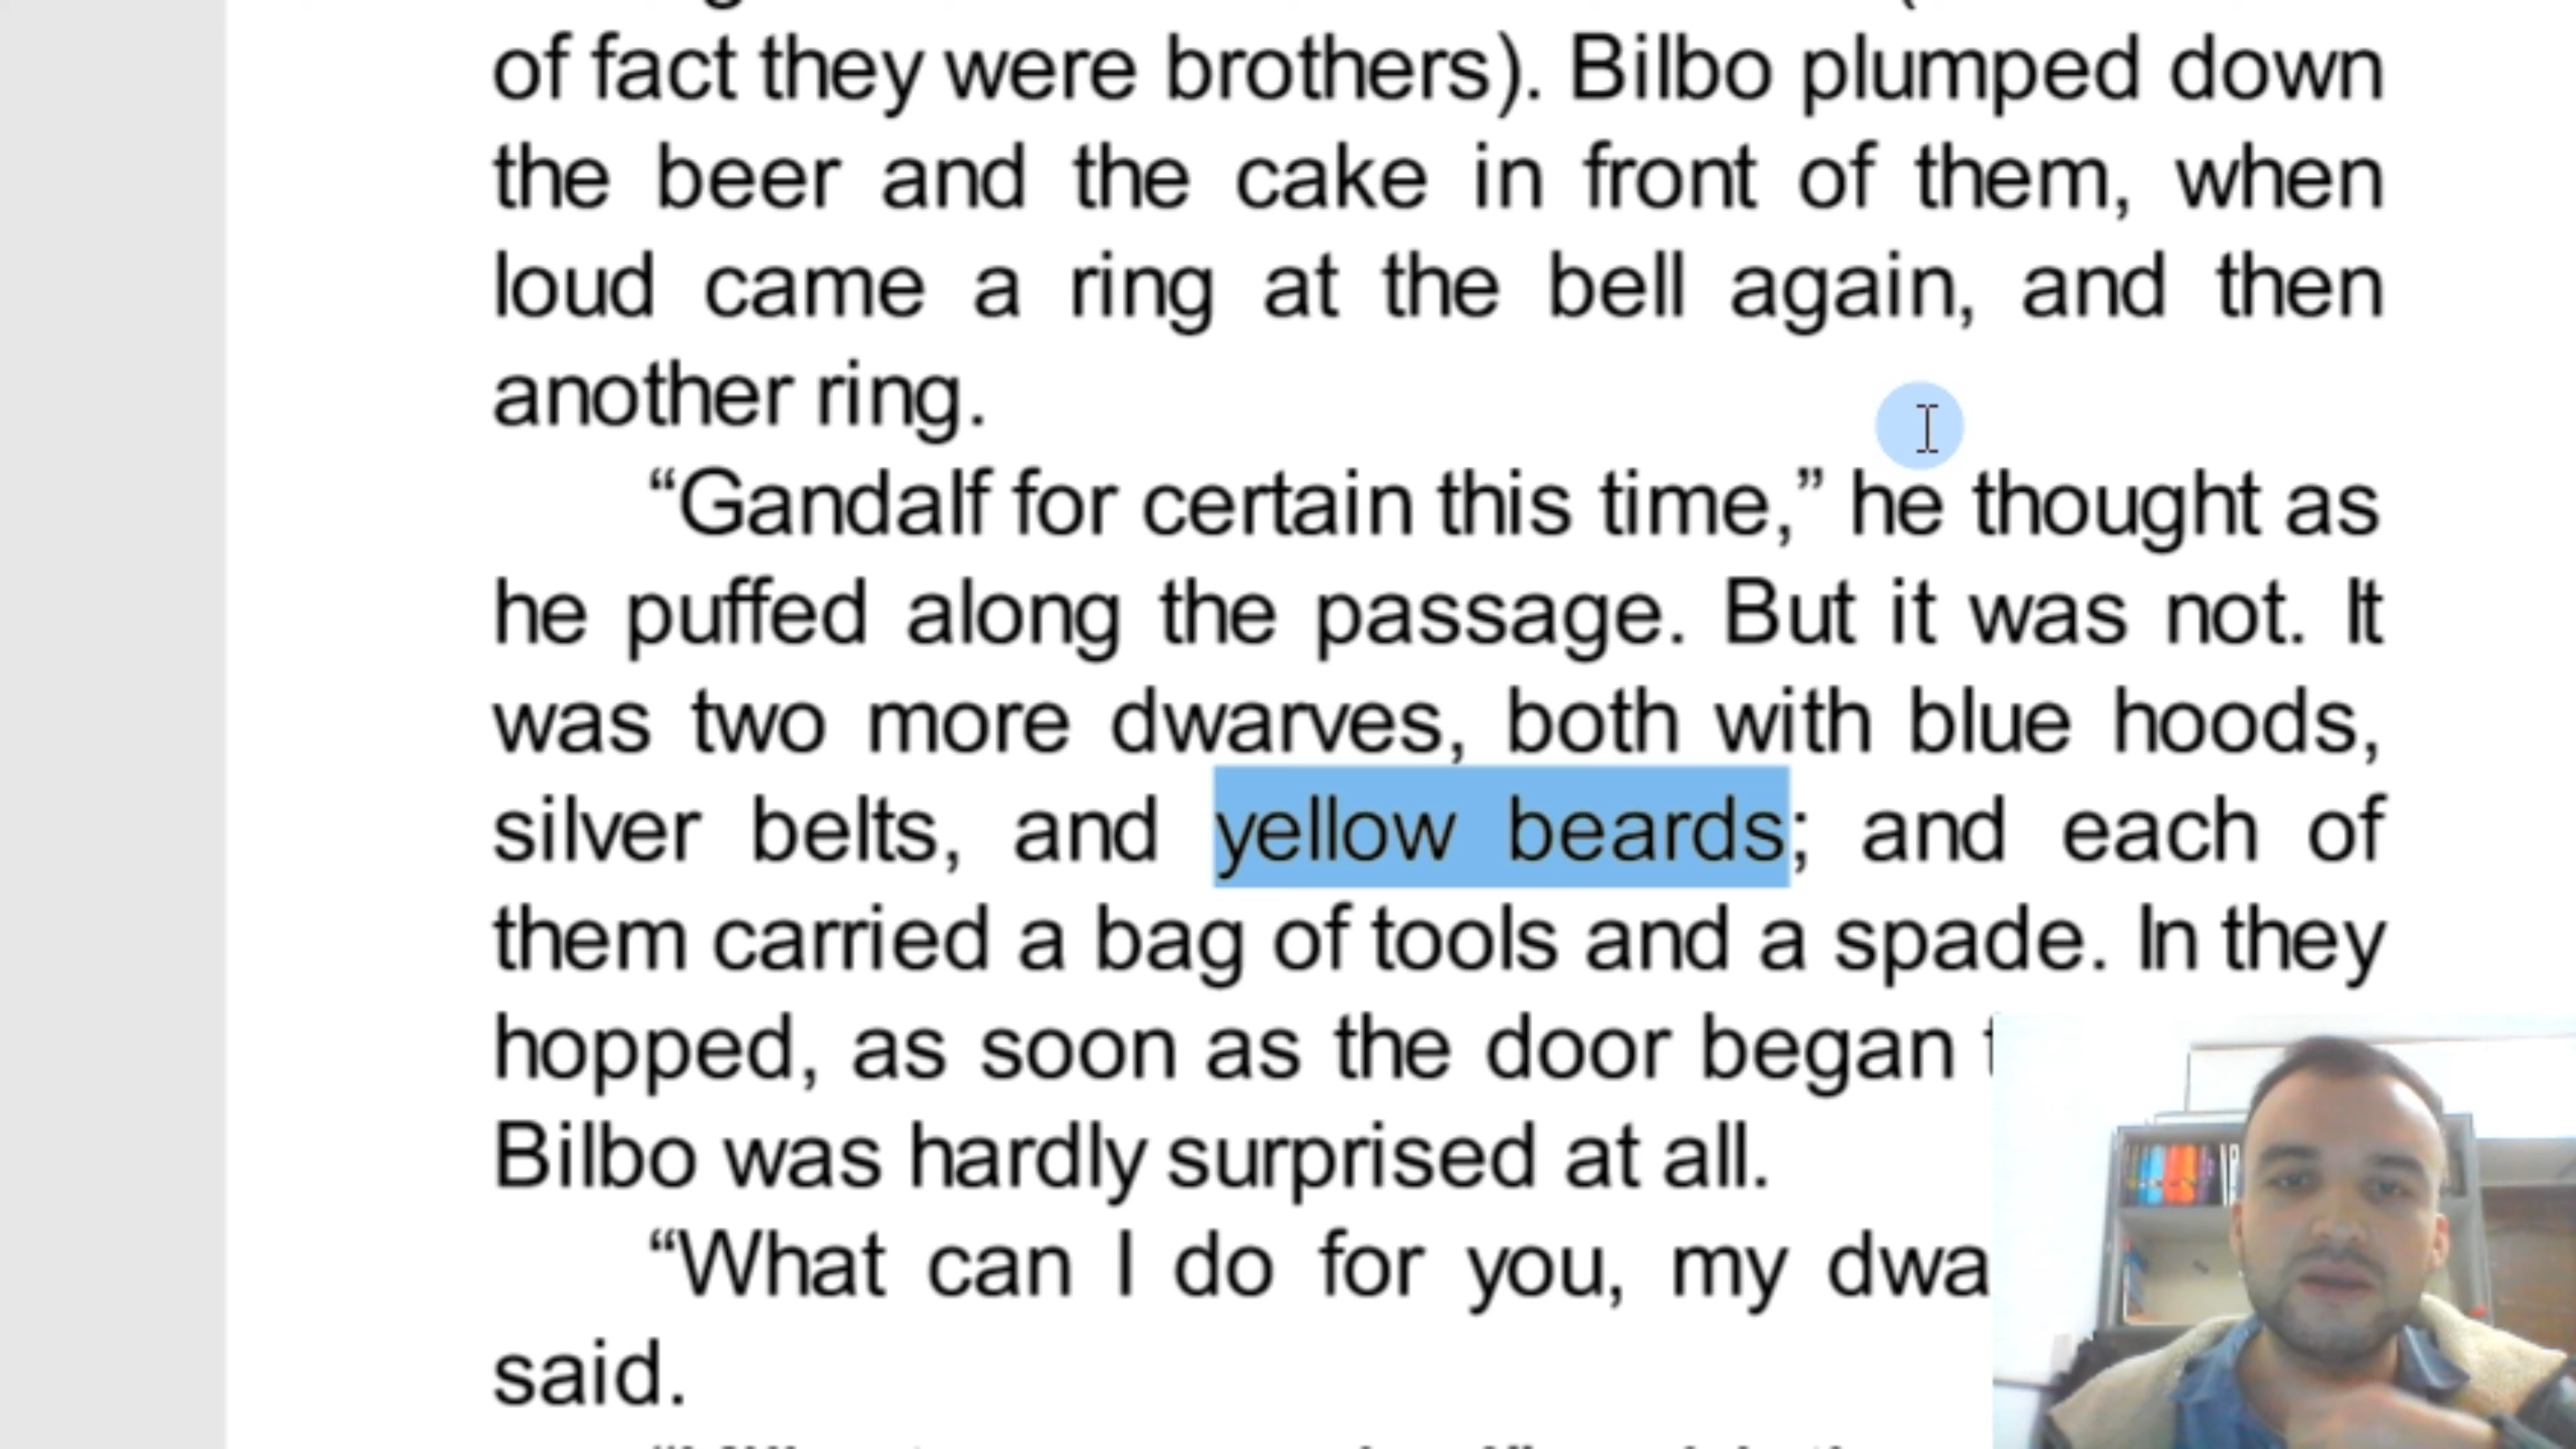 of fact they were brothers). Bilbo plumped down
the beer and the cake in front of them, when
loud came a ring at the bell again, and then
another ring.
“Gandalf for certain this time,” he thought as
he puffed along the passage. But it was not. It
was two more dwarves, both with blue hoods,
silver belts, and yellow beards; and each of
them carried a bag of tools and a spade. In they
hopped, as soon as the door began
Bilbo was hardly surprised at all.
“What can I do for you, my
said.